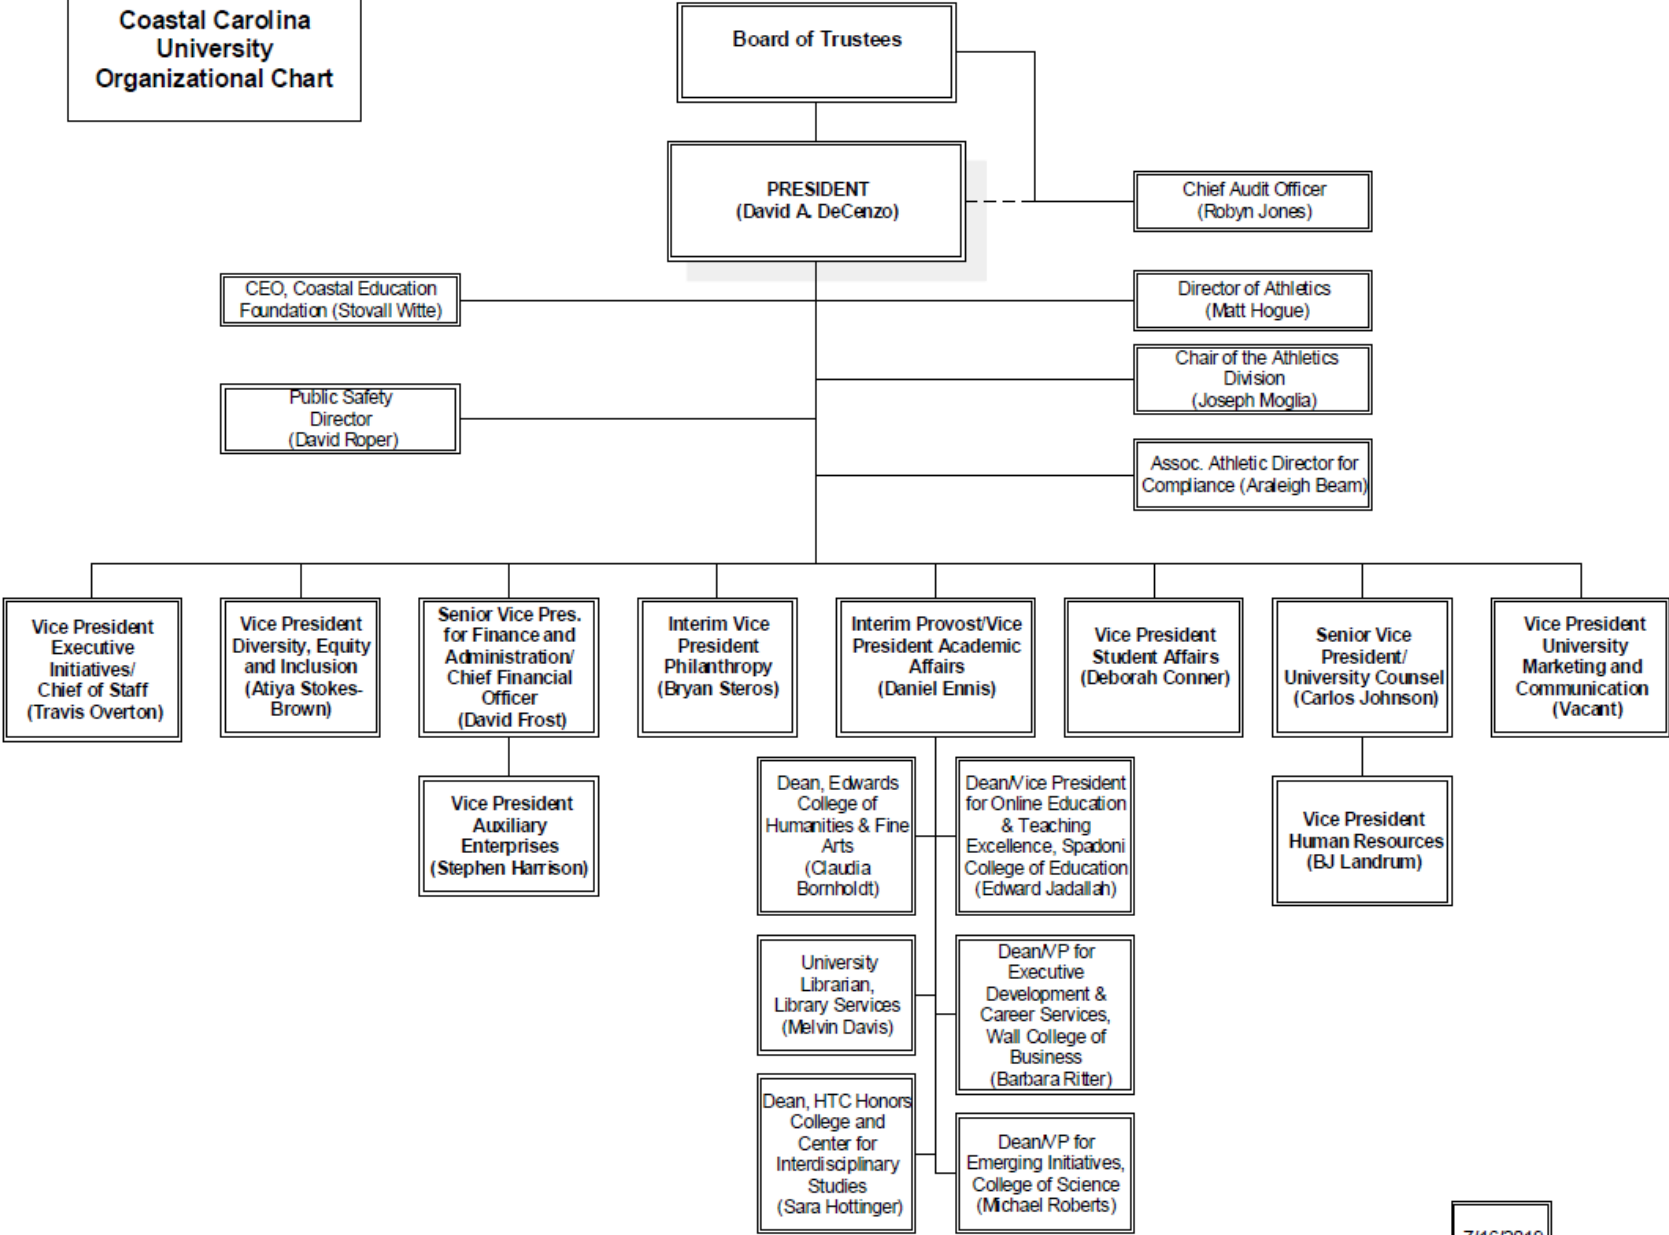 Coastal Carolina
University
Organizational Chart
Board of Trustees
PRESIDENT
(David A. DeCenzo)
Chief Audit Officer
(Robyn Jones)
CEO, Coastal Education
Foundation (Stovall Witte)
Director of Athletics
(Matt Hogue)
Chair of the Athletics
Division
(Joseph Moglia)
Public Safety
Director
(David Roper)
Assoc. Athletic Director for
Compliance (Araleigh Beam)
Vice President
Executive
Initiatives/
Chief of Staff
(Travis Overton)
Vice President
Diversity, Equity
and Inclusion
(Atiya Stokes-
Brown)
Senior Vice Pres.
for Finance and
Administration/
Chief Financial
Officer
(David Frost)
Interim Vice
President
Philanthropy
(Bryan Steros)
Interim Provost/Vice
President Academic
Affairs
(Daniel Ennis)
Vice President
Student Affairs
(Deborah Conner)
Senior Vice
President/
University Counsel
(Carlos Johnson)
Vice President
University
Marketing and
Communication
(Vacant)
Vice President
Auxiliary
Enterprises
(Stephen Harrison)
Dean, Edwards
College of
Humanities & Fine
Arts
(Claudia
Bornholdt)
Dean/Vice President
for Online Education
& Teaching
Excellence, Spadoni
College of Education
(Edward Jadallah)
Vice President
Human Resources
(BJ Landrum)
University
Librarian,
Library Services
(Melvin Davis)
Dean/VP for
Executive
Development &
Career Services,
Wall College of
Business
(Barbara Ritter)
Dean, HTC Honors
College and
Center for
Interdisciplinary
Studies
(Sara Hottinger)
Dean/VP for
Emerging Initiatives,
College of Science
(Michael Roberts)
7/16/2019